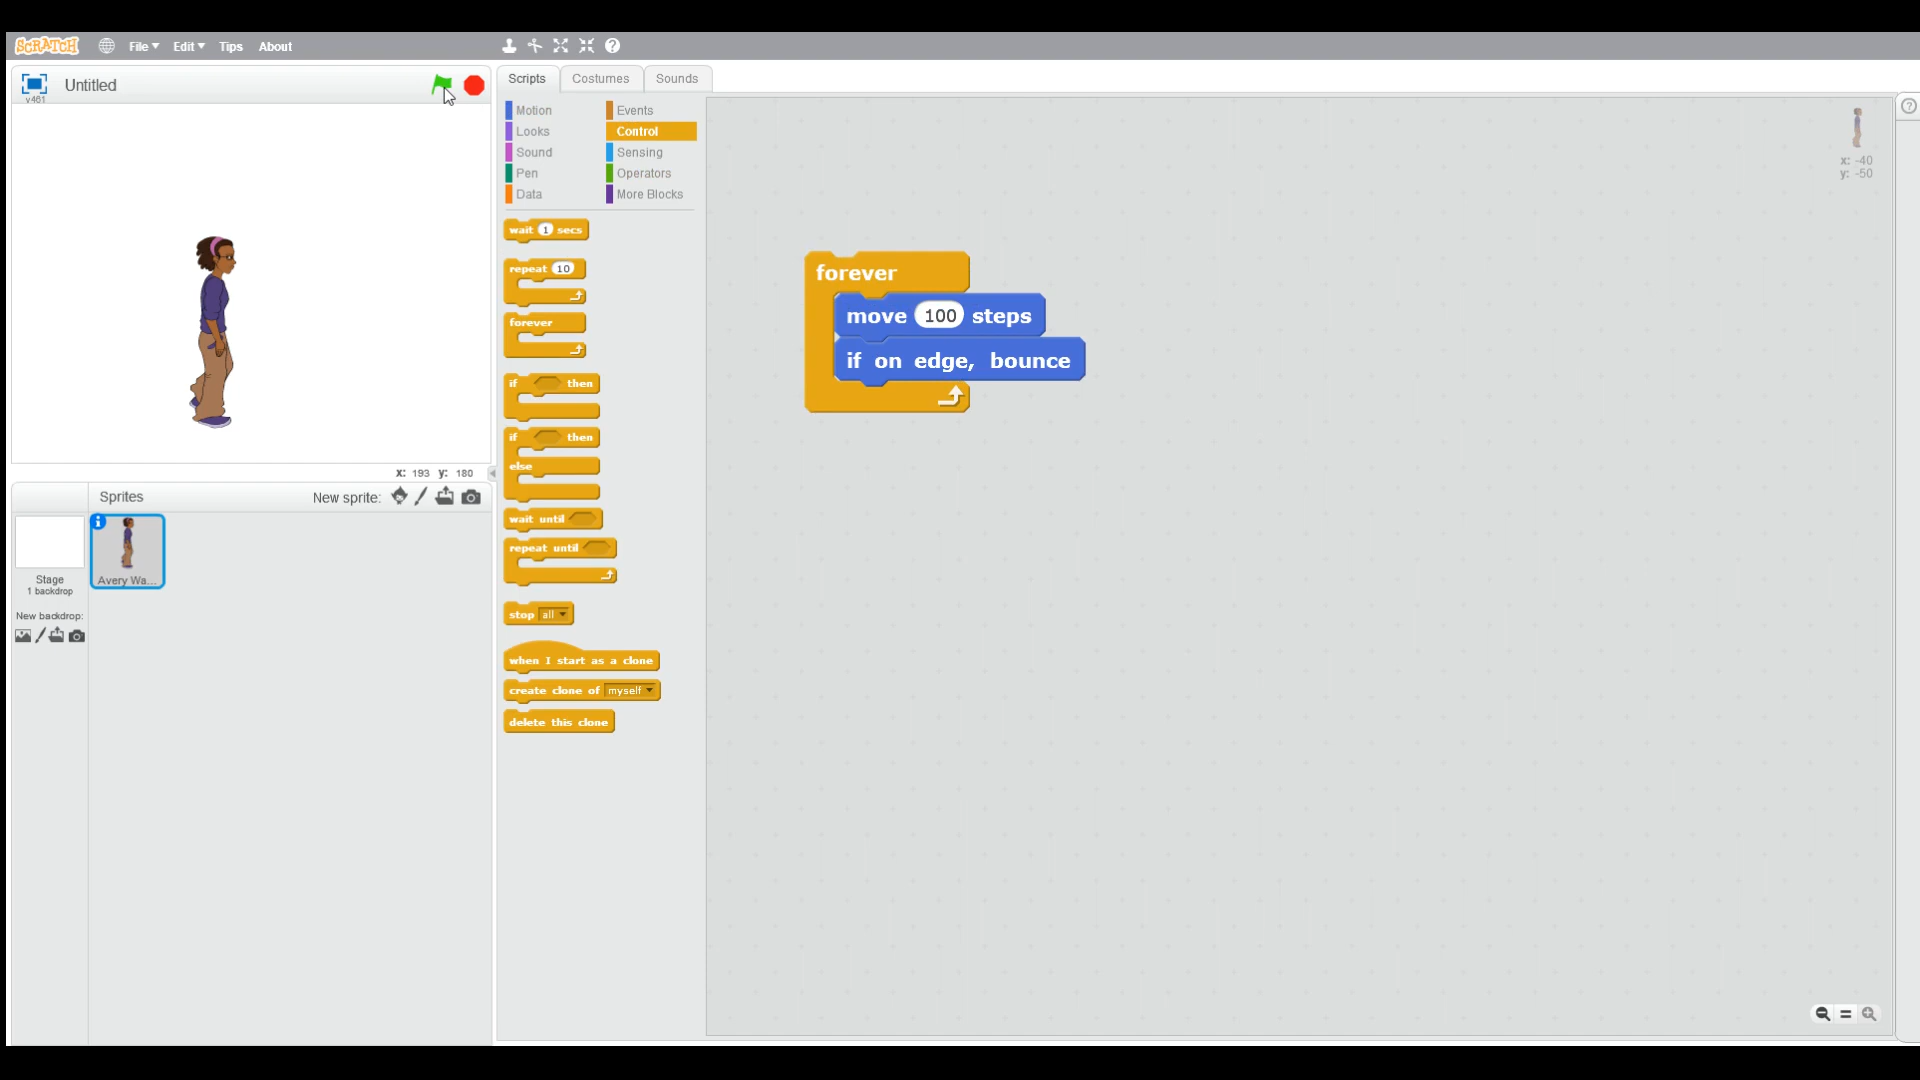 SCRATCH File Edit Tips About
Untitled
v461
Scripts Costumes Sounds
Motion Events
Looks Control
Sound Sensing
Pen Operators
Data More Blocks
wait 1 secs
repeat 10
forever
if then
if then
else
wait until
repeat until
stop all
when I start as a clone
create clone of myself
delete this clone
forever
move 100 steps
if on edge, bounce
x: -40
y: -50
x: 193 y: 180
Sprites New sprite:
Avery Wa...
Stage
1 backdrop
New backdrop: